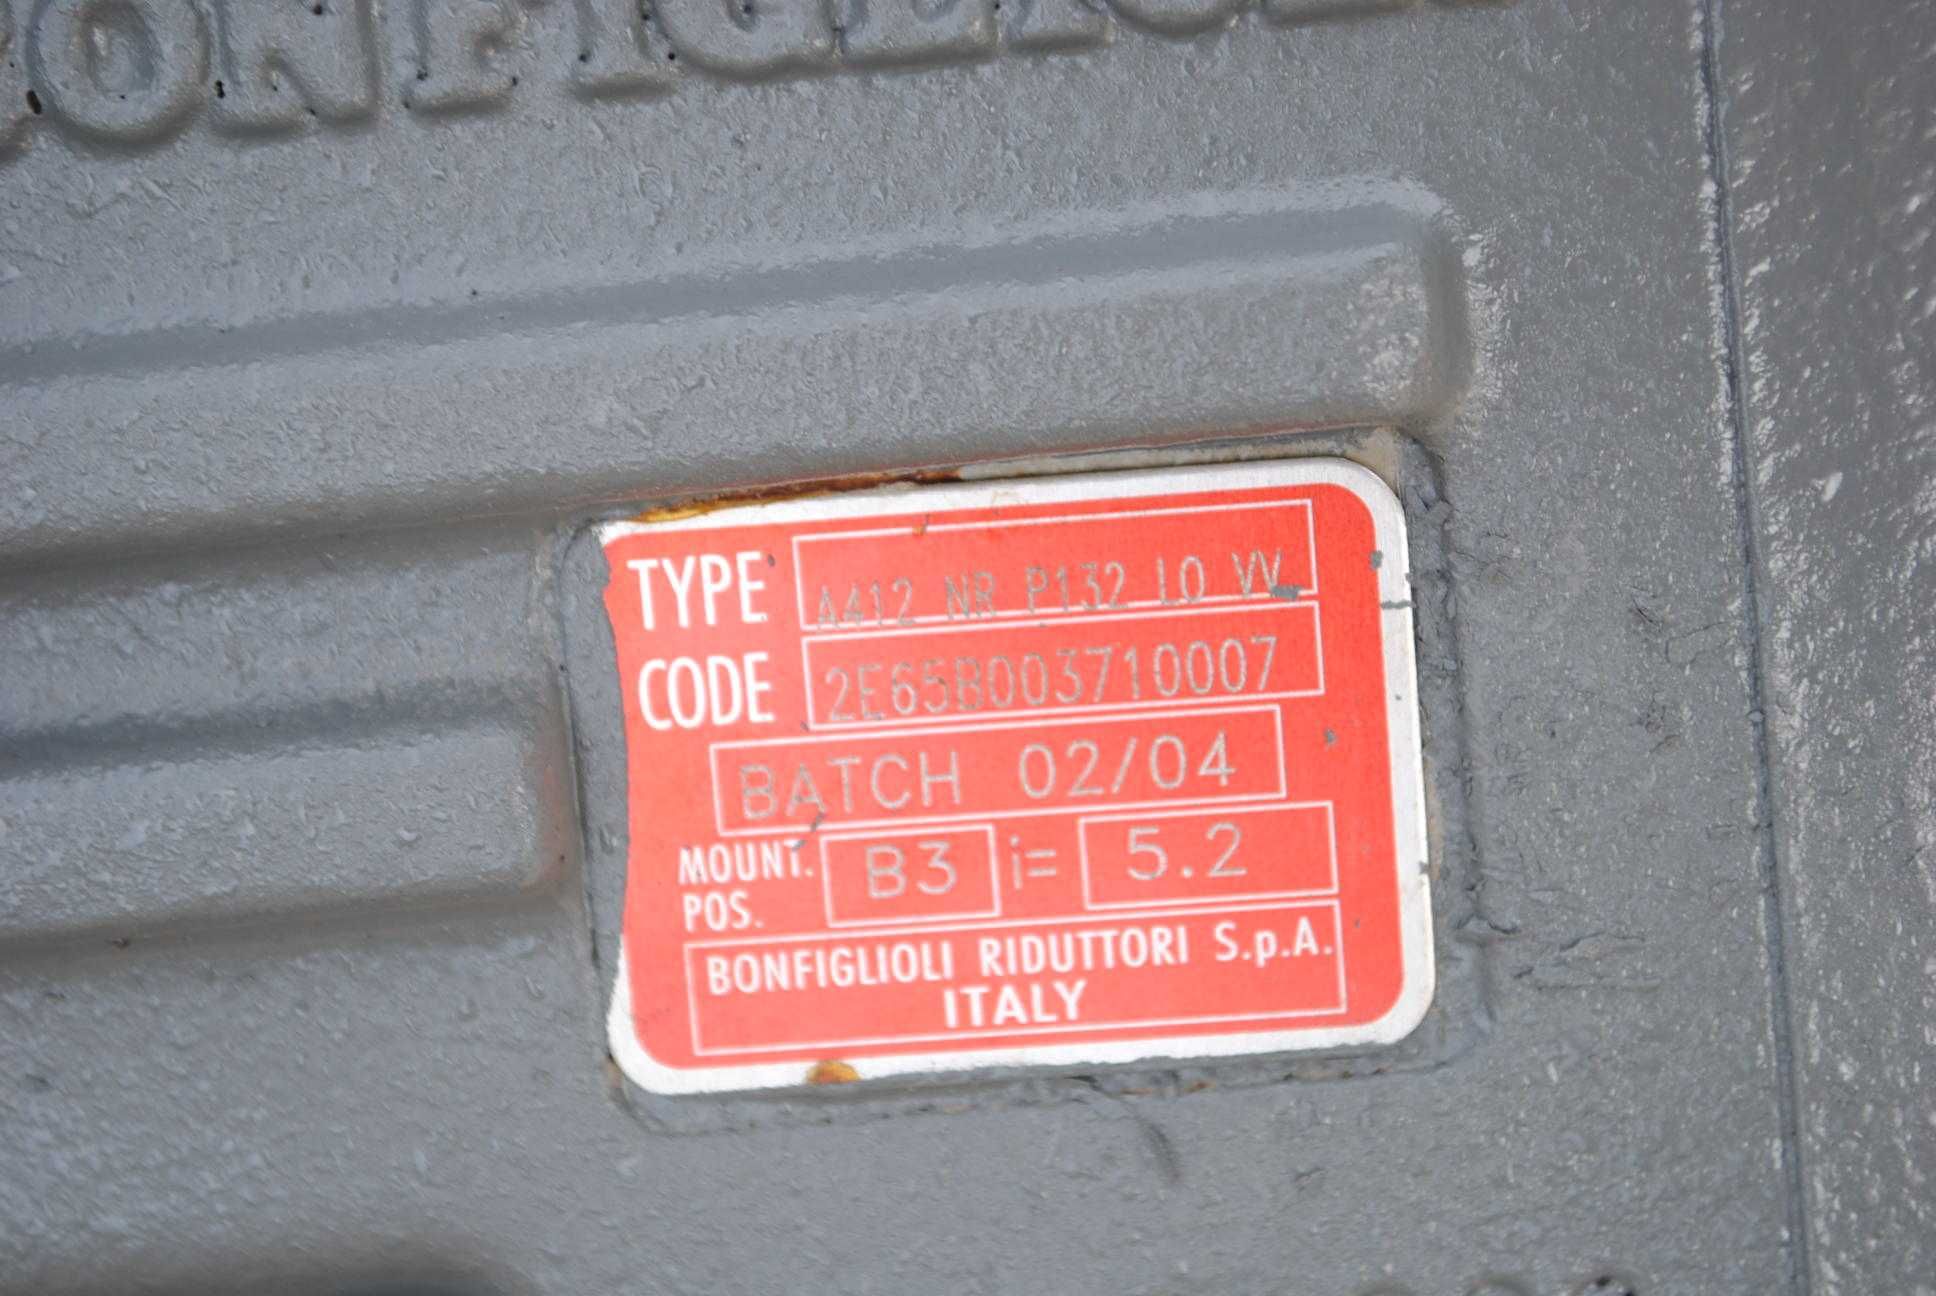 BONFIGLIOLI
TYPE A412 NR P132 LO VV
CODE 2E65B003710007
BATCH 02/04
MOUNT. POS. B3 i= 5.2
BONFIGLIOLI RIDUTTORI S.p.A.
ITALY